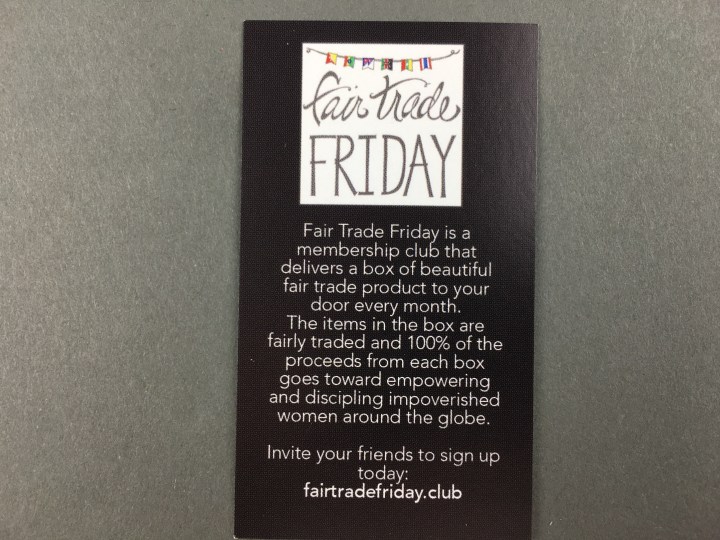 fair trade
FRIDAY
Fair Trade Friday is a
membership club that
delivers a box of beautiful
fair trade product to your
door every month.
The items in the box are
fairly traded and 100% of the
proceeds from each box
goes toward empowering
and discipling impoverished
women around the globe.
Invite your friends to sign up
today:
fairtradefriday.club